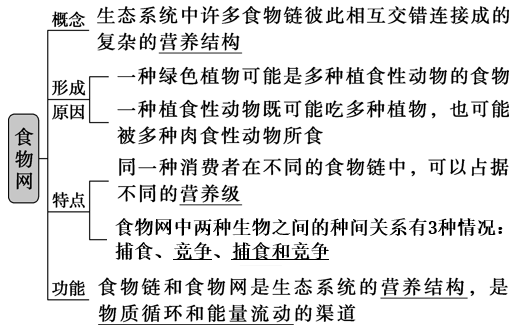 食物网
概念
生态系统中许多食物链彼此相互交错连接成的
复杂的营养结构
形成
原因
一种绿色植物可能是多种植食性动物的食物
一种植食性动物既可能吃多种植物，也可能
被多种肉食性动物所食
特点
同一种消费者在不同的食物链中，可以占据
不同的营养级
食物网中两种生物之间的种间关系有3种情况：
捕食、竞争、捕食和竞争
功能
食物链和食物网是生态系统的营养结构，是
物质循环和能量流动的渠道